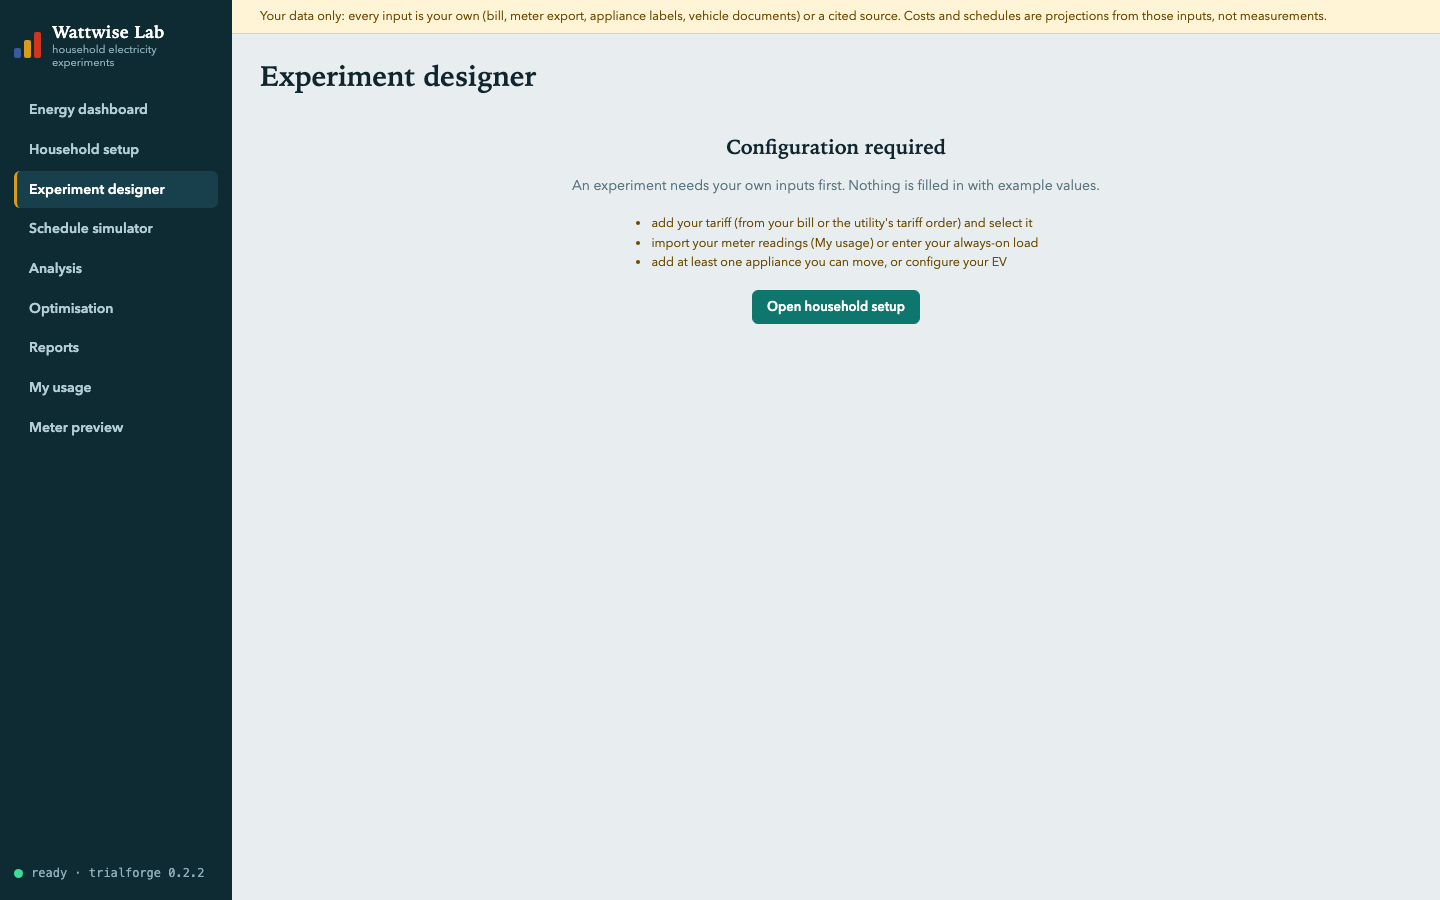 Wattwise Lab
household electricity
experiments
Energy dashboard
Household setup
Experiment designer
Schedule simulator
Analysis
Optimisation
Reports
My usage
Meter preview
ready · trialforge 0.2.2
Your data only: every input is your own (bill, meter export, appliance labels, vehicle documents) or a cited source. Costs and schedules are projections from those inputs, not measurements.
Experiment designer
Configuration required
An experiment needs your own inputs first. Nothing is filled in with example values.
• add your tariff (from your bill or the utility's tariff order) and select it
• import your meter readings (My usage) or enter your always-on load
• add at least one appliance you can move, or configure your EV
Open household setup